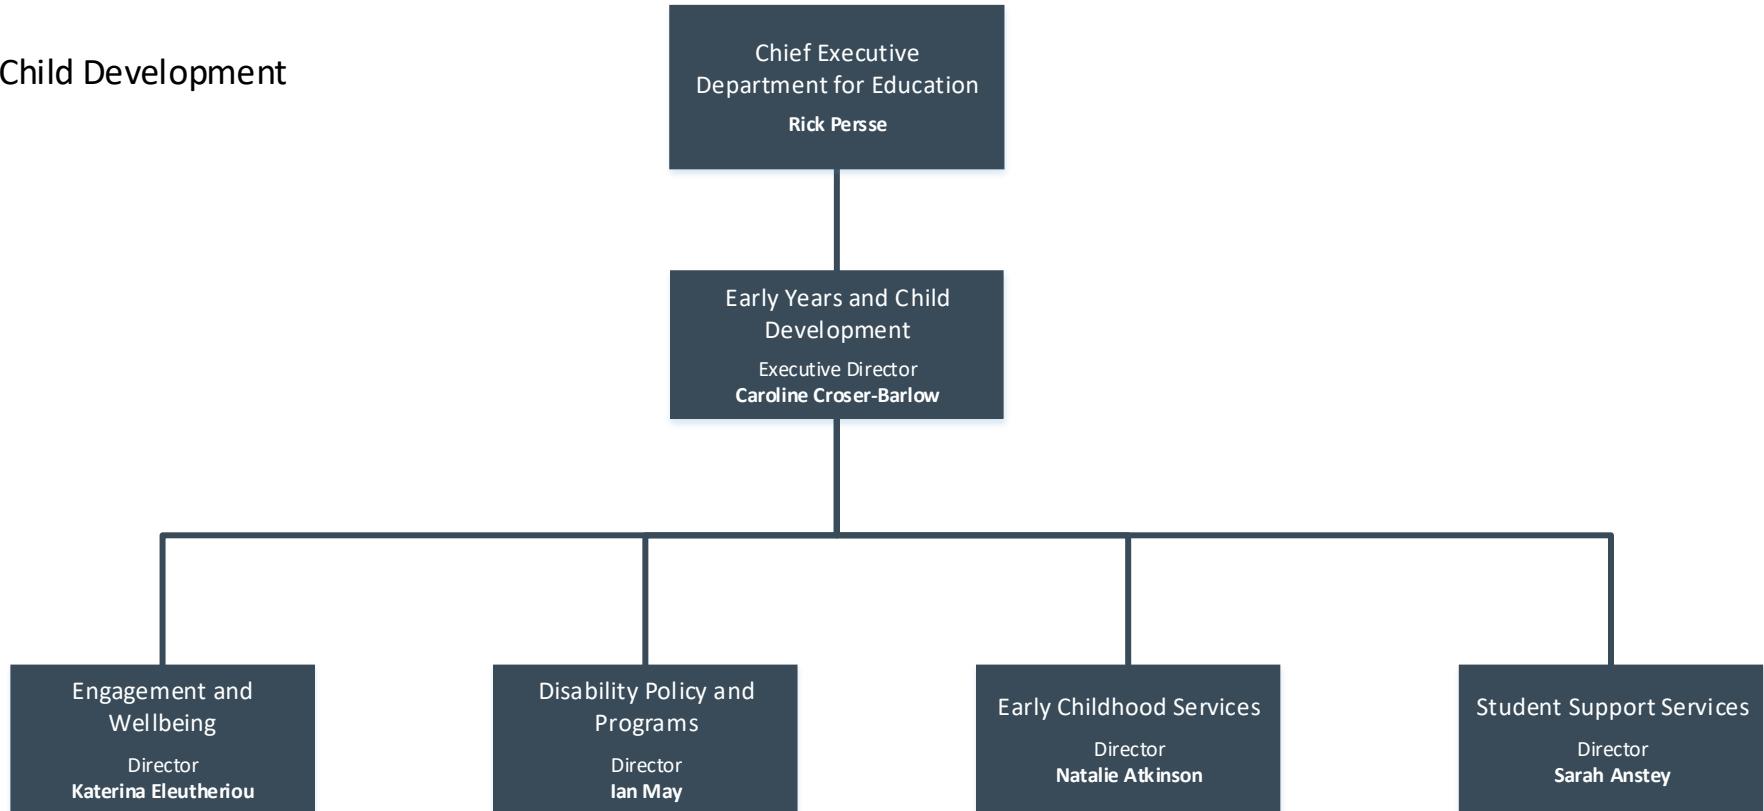 Child Development
Chief Executive
Department for Education
Rick Persse
Early Years and Child
Development
Executive Director
Caroline Croser-Barlow
Engagement and
Wellbeing
Director
Katerina Eleutheriou
Disability Policy and
Programs
Director
Ian May
Early Childhood Services
Director
Natalie Atkinson
Student Support Services
Director
Sarah Anstey